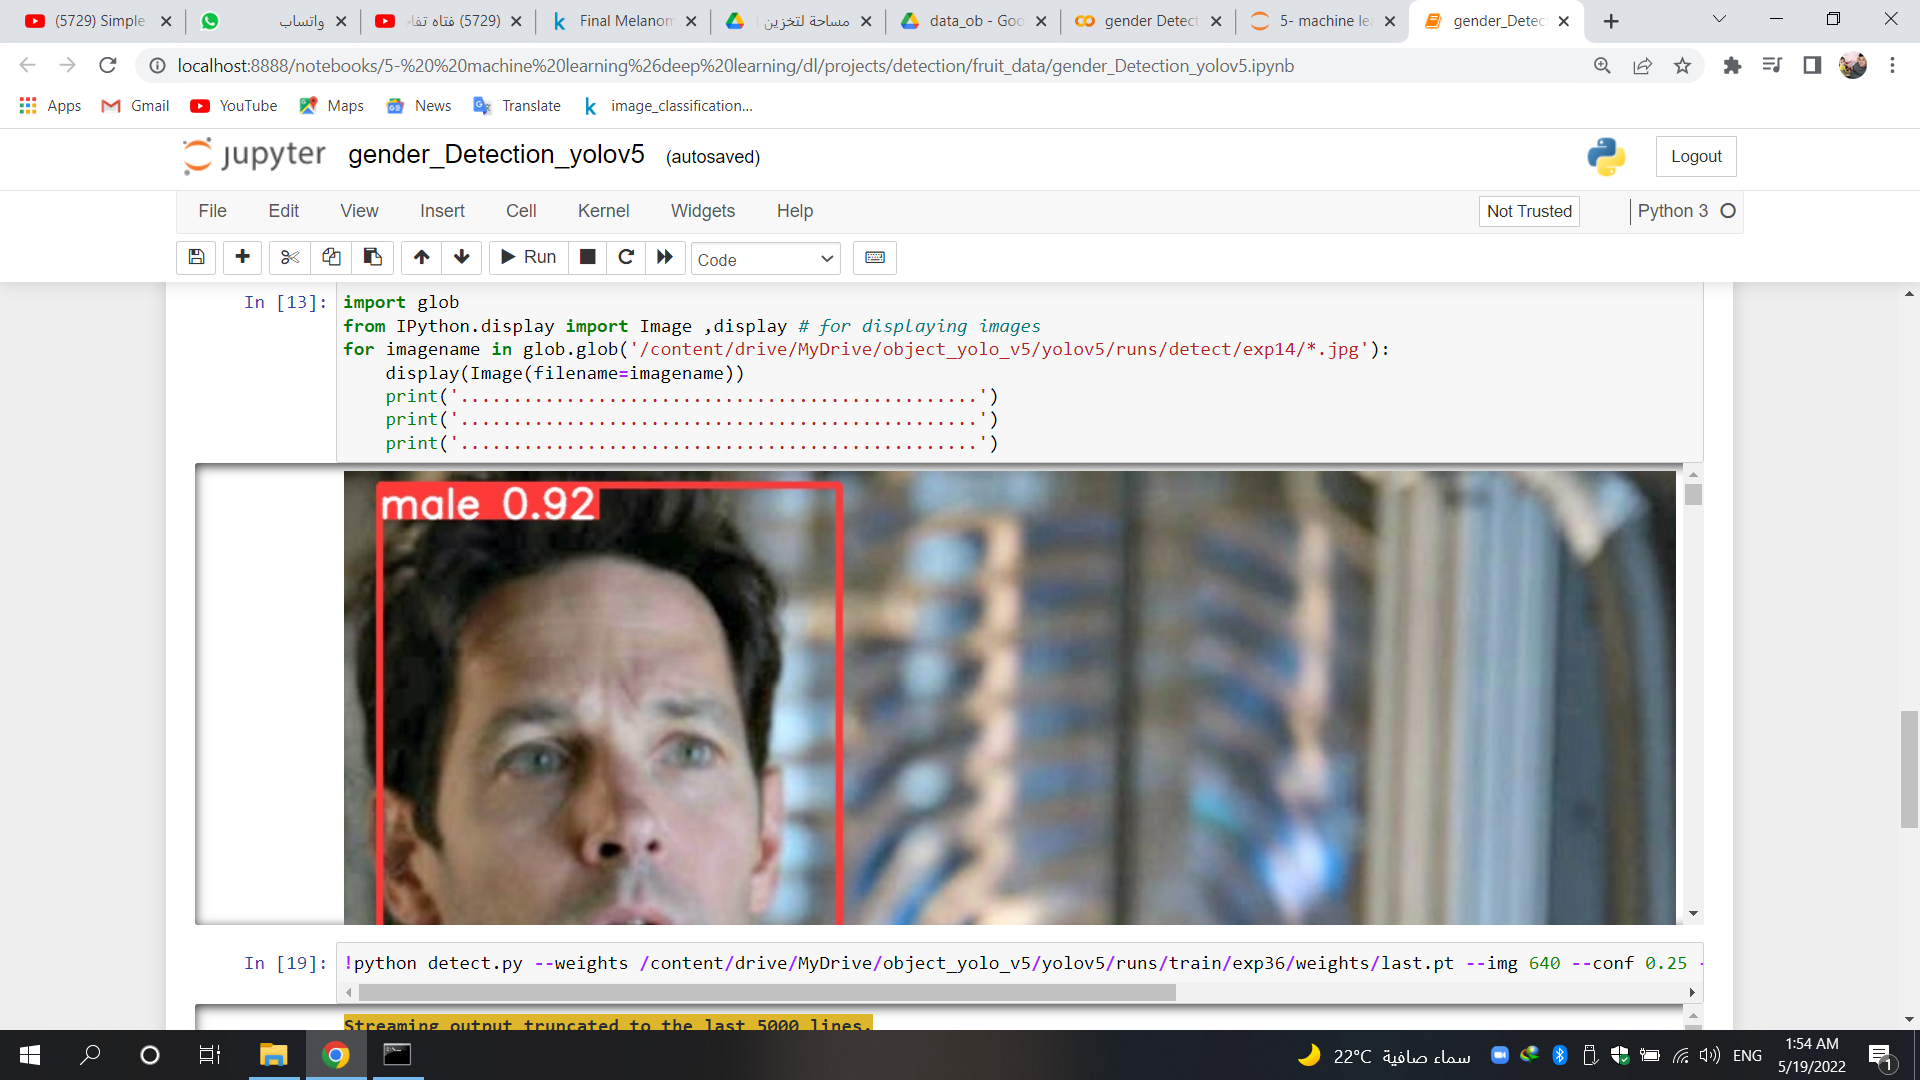 (5729) Simple
واتساب
(5729) فتاه تفا
Final Melanom
مساحة لتخزين
data_ob - Goo
gender Detect
5- machine le
gender_Detec
localhost:8888/notebooks/5-%20%20machine%20learning%26deep%20learning/dl/projects/detection/fruit_data/gender_Detection_yolov5.ipynb
Apps
Gmail
YouTube
Maps
News
Translate
image_classification...
jupyter
gender_Detection_yolov5 (autosaved)
Logout
File Edit View Insert Cell Kernel Widgets Help
Not Trusted
Python 3
Run
Code
In [13]:
import glob
from IPython.display import Image ,display # for displaying images
for imagename in glob.glob('/content/drive/MyDrive/object_yolo_v5/yolov5/runs/detect/exp14/*.jpg'):
display(Image(filename=imagename))
print('.................................................')
print('.................................................')
print('.................................................')
male 0.92
In [19]:
!python detect.py --weights /content/drive/MyDrive/object_yolo_v5/yolov5/runs/train/exp36/weights/last.pt --img 640 --conf 0.25 -
Streaming output truncated to the last 5000 lines.
22°C سماء صافية
ENG
1:54 AM
5/19/2022
1